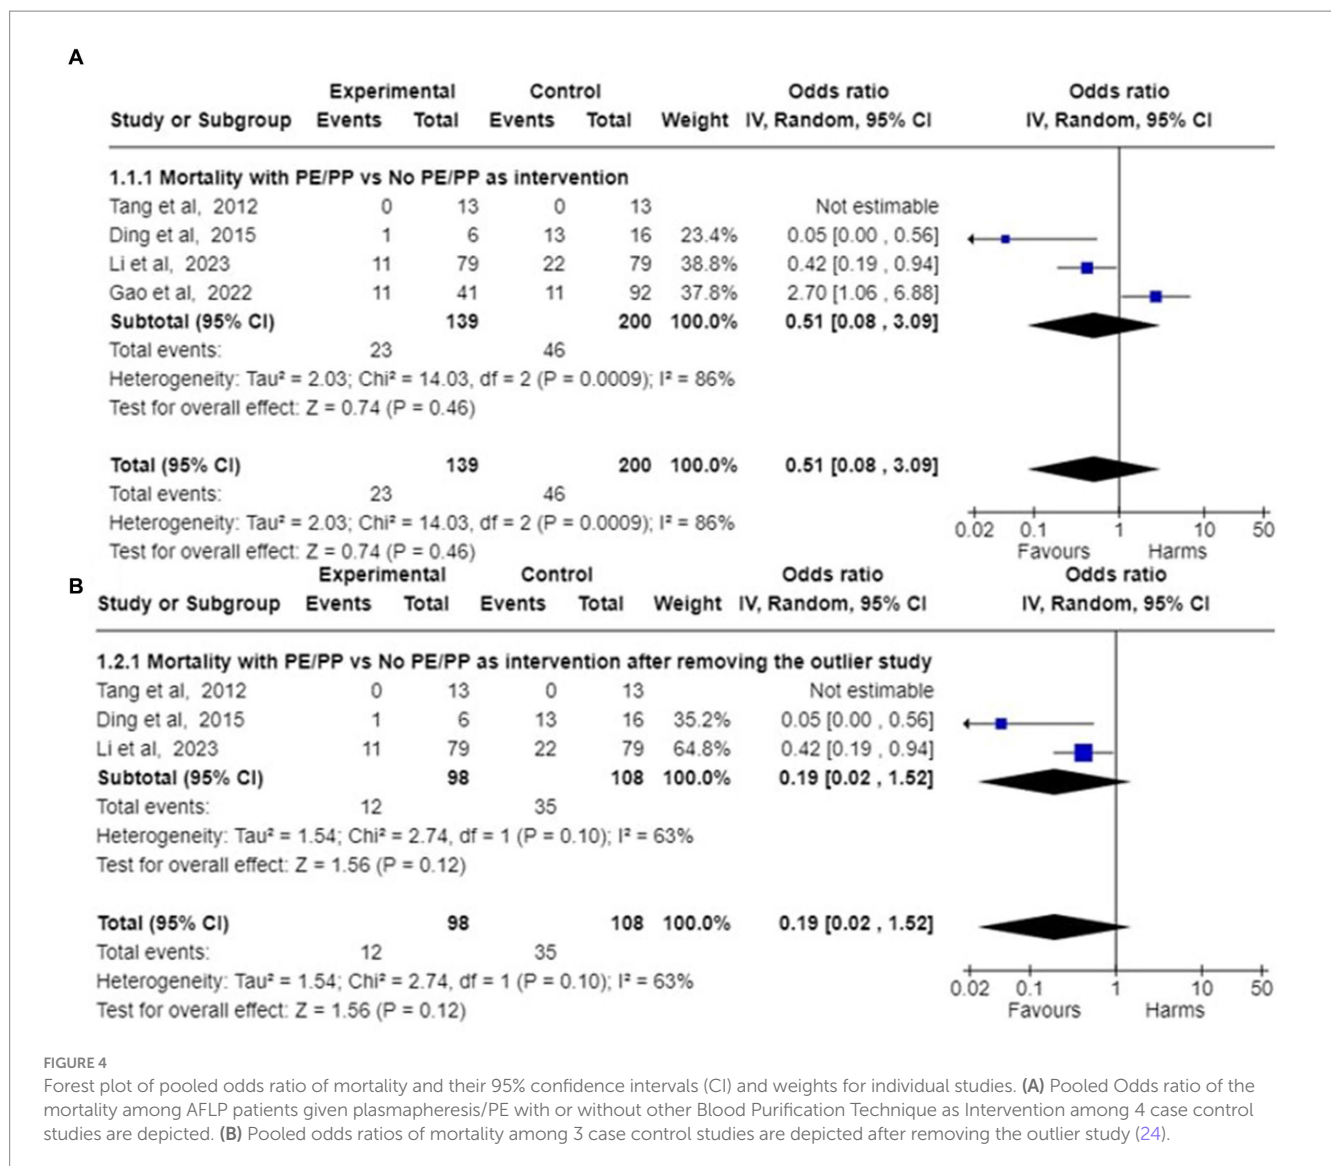 A
Experimental Control Odds ratio Odds ratio
Study or Subgroup Events Total Events Total Weight IV, Random, 95% CI IV, Random, 95% CI
1.1.1 Mortality with PE/PP vs No PE/PP as intervention
Tang et al, 2012 0 13 0 13 Not estimable
Ding et al, 2015 1 6 13 16 23.4% 0.05 [0.00 , 0.56]
Li et al, 2023 11 79 22 79 38.8% 0.42 [0.19 , 0.94]
Gao et al, 2022 11 41 11 92 37.8% 2.70 [1.06 , 6.88]
Subtotal (95% CI) 139 200 100.0% 0.51 [0.08 , 3.09]
Total events: 23 46
Heterogeneity: Tau² = 2.03; Chi² = 14.03, df = 2 (P = 0.0009); I² = 86%
Test for overall effect: Z = 0.74 (P = 0.46)
Total (95% CI) 139 200 100.0% 0.51 [0.08 , 3.09]
Total events: 23 46
Heterogeneity: Tau² = 2.03; Chi² = 14.03, df = 2 (P = 0.0009); I² = 86%
Test for overall effect: Z = 0.74 (P = 0.46)
0.02 0.1 1 10 50
Favours Harms
B
Experimental Control Odds ratio Odds ratio
Study or Subgroup Events Total Events Total Weight IV, Random, 95% CI IV, Random, 95% CI
1.2.1 Mortality with PE/PP vs No PE/PP as intervention after removing the outlier study
Tang et al, 2012 0 13 0 13 Not estimable
Ding et al, 2015 1 6 13 16 35.2% 0.05 [0.00 , 0.56]
Li et al, 2023 11 79 22 79 64.8% 0.42 [0.19 , 0.94]
Subtotal (95% CI) 98 108 100.0% 0.19 [0.02 , 1.52]
Total events: 12 35
Heterogeneity: Tau² = 1.54; Chi² = 2.74, df = 1 (P = 0.10); I² = 63%
Test for overall effect: Z = 1.56 (P = 0.12)
Total (95% CI) 98 108 100.0% 0.19 [0.02 , 1.52]
Total events: 12 35
Heterogeneity: Tau² = 1.54; Chi² = 2.74, df = 1 (P = 0.10); I² = 63%
Test for overall effect: Z = 1.56 (P = 0.12)
0.02 0.1 1 10 50
Favours Harms
FIGURE 4
Forest plot of pooled odds ratio of mortality and their 95% confidence intervals (CI) and weights for individual studies. (A) Pooled Odds ratio of the
mortality among AFLP patients given plasmapheresis/PE with or without other Blood Purification Technique as Intervention among 4 case control
studies are depicted. (B) Pooled odds ratios of mortality among 3 case control studies are depicted after removing the outlier study (24).